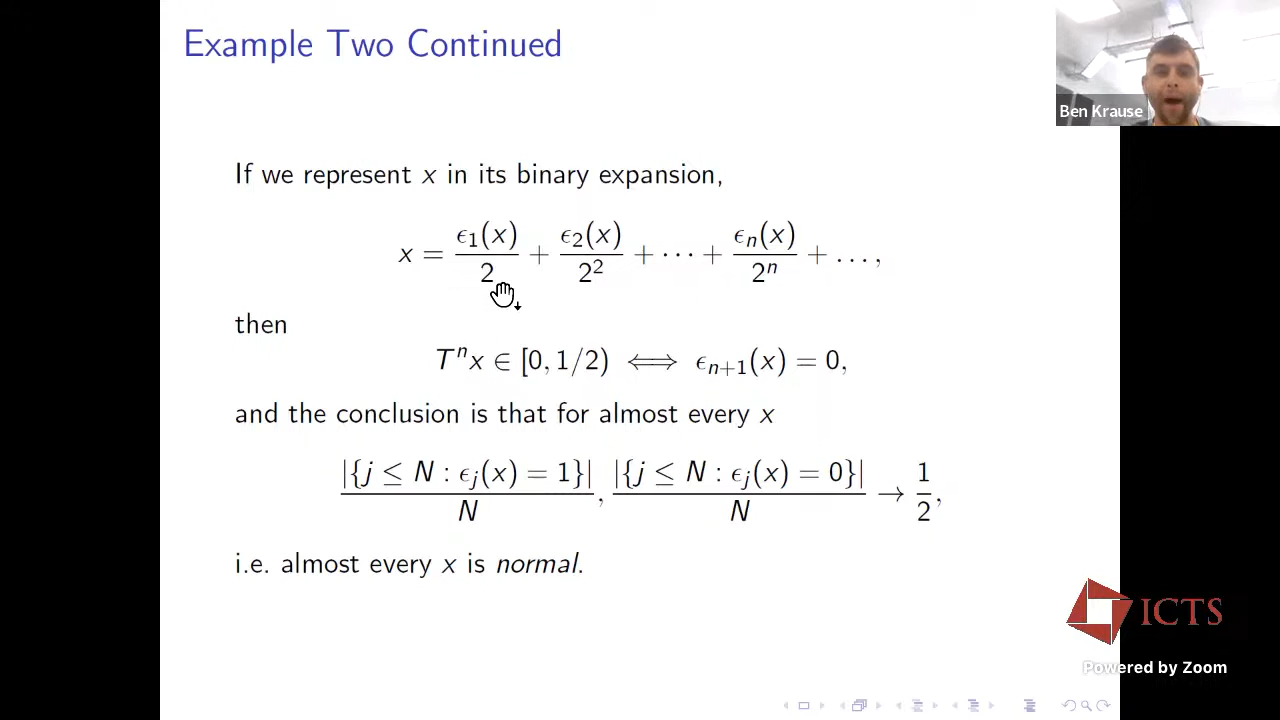 Example Two Continued
Ben Krause
If we represent x in its binary expansion,
x = ϵ₁(x)/2 + ϵ₂(x)/2² + ⋯ + ϵₙ(x)/2ⁿ + …,
then
Tⁿx ∈ [0, 1/2) ⟺ ϵₙ₊₁(x) = 0,
and the conclusion is that for almost every x
|{j ≤ N : ϵⱼ(x) = 1}|/N, |{j ≤ N : ϵⱼ(x) = 0}|/N → 1/2,
i.e. almost every x is normal.
ICTS
Powered by Zoom